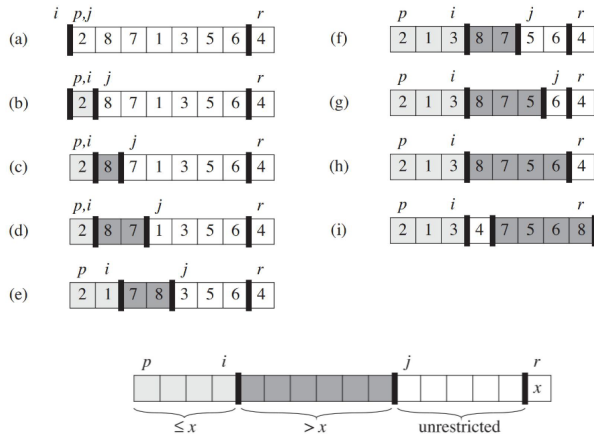 i p,j r
(a) 2 8 7 1 3 5 6 4
p,i j r
(b) 2 8 7 1 3 5 6 4
p,i j r
(c) 2 8 7 1 3 5 6 4
p,i j r
(d) 2 8 7 1 3 5 6 4
p i j r
(e) 2 1 7 8 3 5 6 4
p i j r
(f) 2 1 3 8 7 5 6 4
p i j r
(g) 2 1 3 8 7 5 6 4
p i r
(h) 2 1 3 8 7 5 6 4
p i r
(i) 2 1 3 4 7 5 6 8
p i j r
x
≤ x > x unrestricted